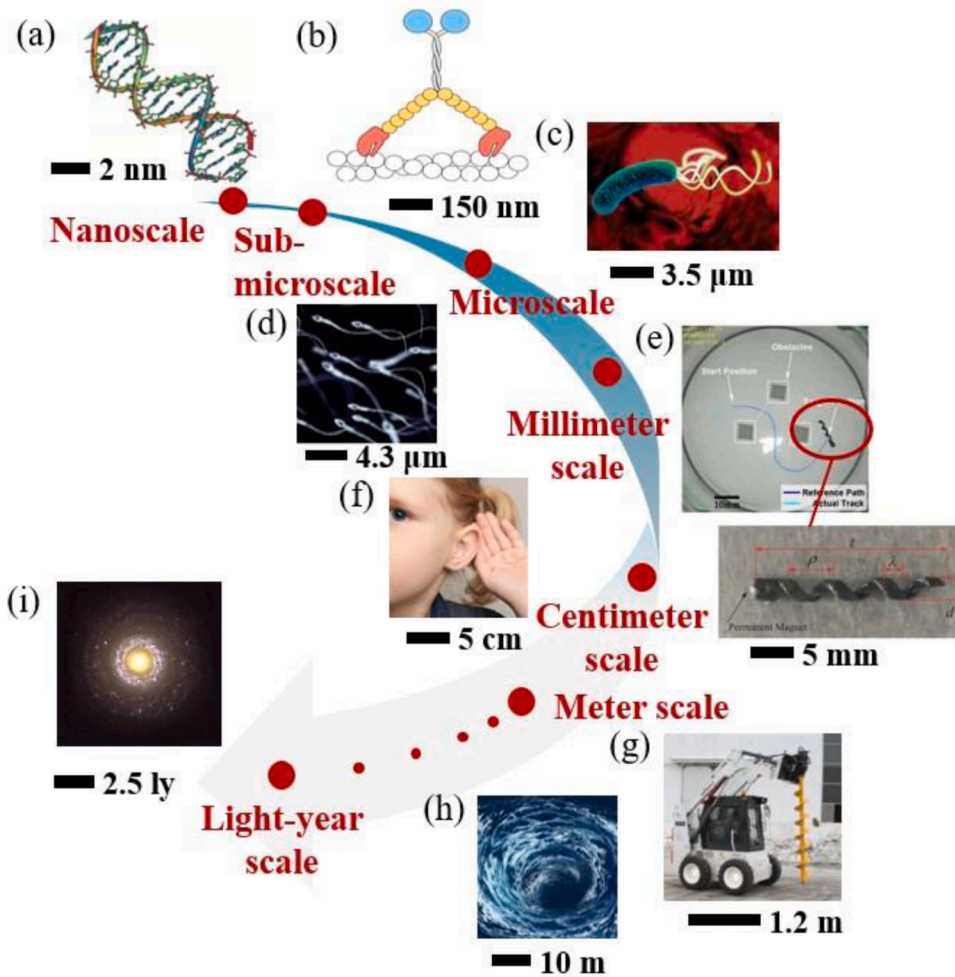 (a)
(b)
2 nm
150 nm
(c)
3.5 μm
Nanoscale
Sub-
microscale
Microscale
(d)
4.3 μm
(e)
Obstacles
Start Position
10mm
Reference Path
Actual Track
Millimeter
scale
(f)
5 cm
t
ρ
λ
d
Permanent Magnet
5 mm
Centimeter
scale
(i)
2.5 ly
Meter scale
(g)
1.2 m
Light-year
scale
(h)
10 m